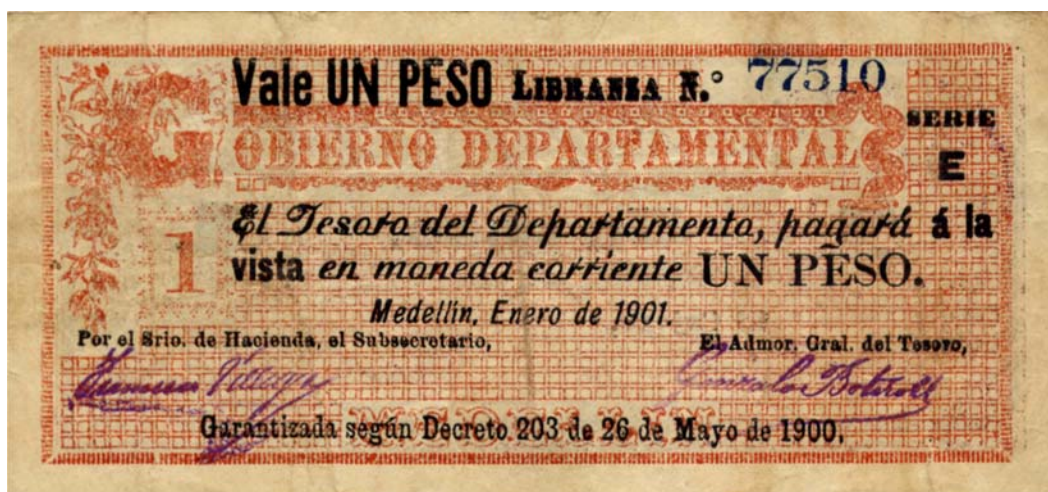 Vale UN PESO LIBRANZA N.° 77510
SERIE
GOBIERNO DEPARTAMENTAL
E
El Tesoro del Departamento, pagará á la
1
vista en moneda corriente UN PESO.
Medellín, Enero de 1901.
Por el Srio. de Hacienda, el Subsecretario,
El Admor. Gral. del Tesoro,
Garantizada según Decreto 203 de 26 de Mayo de 1900.
MEDELLIN